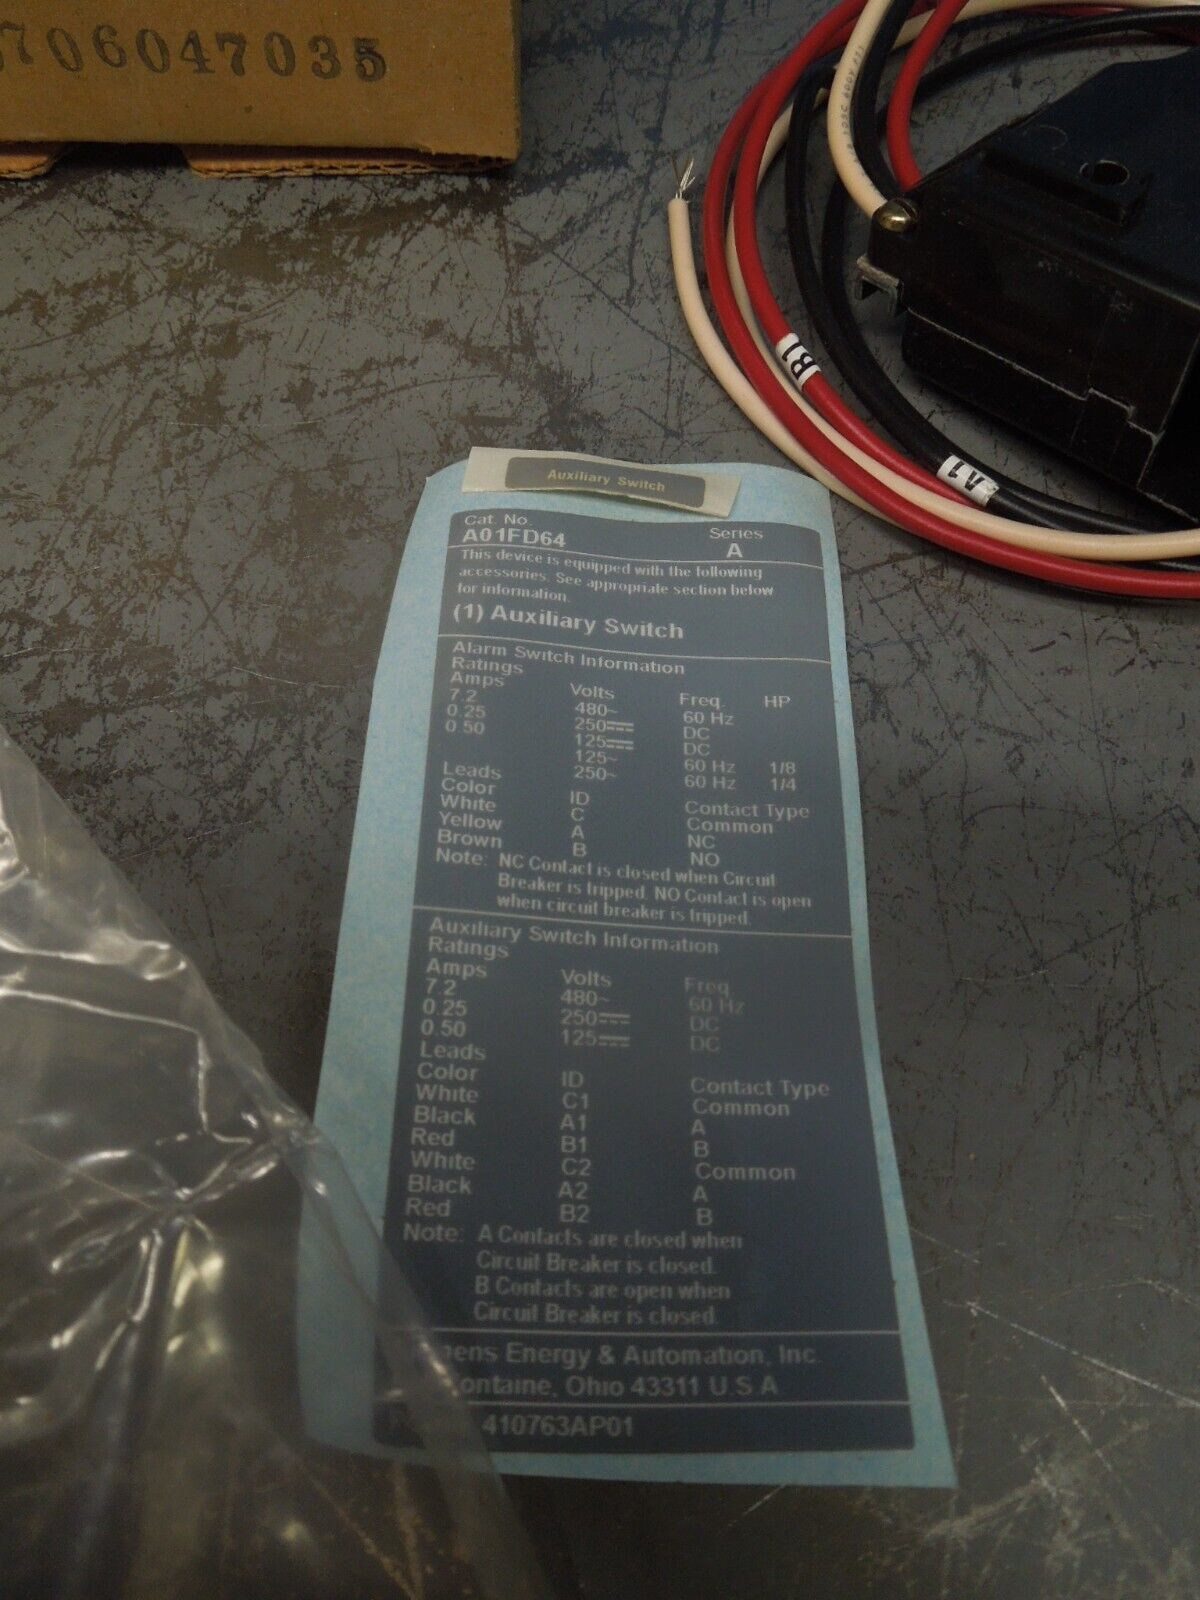 706047035
105C 600V
B1
A1
Auxiliary Switch
Cat. No. Series
A01FD64 A
This device is equipped with the following
accessories. See appropriate section below
for information.
(1) Auxiliary Switch
Alarm Switch Information
Ratings
Amps Volts Freq. HP
7.2 480~ 60 Hz
0.25 250 DC
0.50 125 DC
125~ 60 Hz 1/8
250~ 60 Hz 1/4
Leads
Color ID Contact Type
White C Common
Yellow A NC
Brown B NO
Note: NC Contact is closed when Circuit
Breaker is tripped. NO Contact is open
when circuit breaker is tripped.
Auxiliary Switch Information
Ratings
Amps Volts Freq
7.2 480~ 60 Hz
0.25 250 DC
0.50 125 DC
Leads
Color ID Contact Type
White C1 Common
Black A1 A
Red B1 B
White C2 Common
Black A2 A
Red B2 B
Note: A Contacts are closed when
Circuit Breaker is closed.
B Contacts are open when
Circuit Breaker is closed.
Energy & Automation, Inc.
Ohio 43311 U.S.A
410763AP01